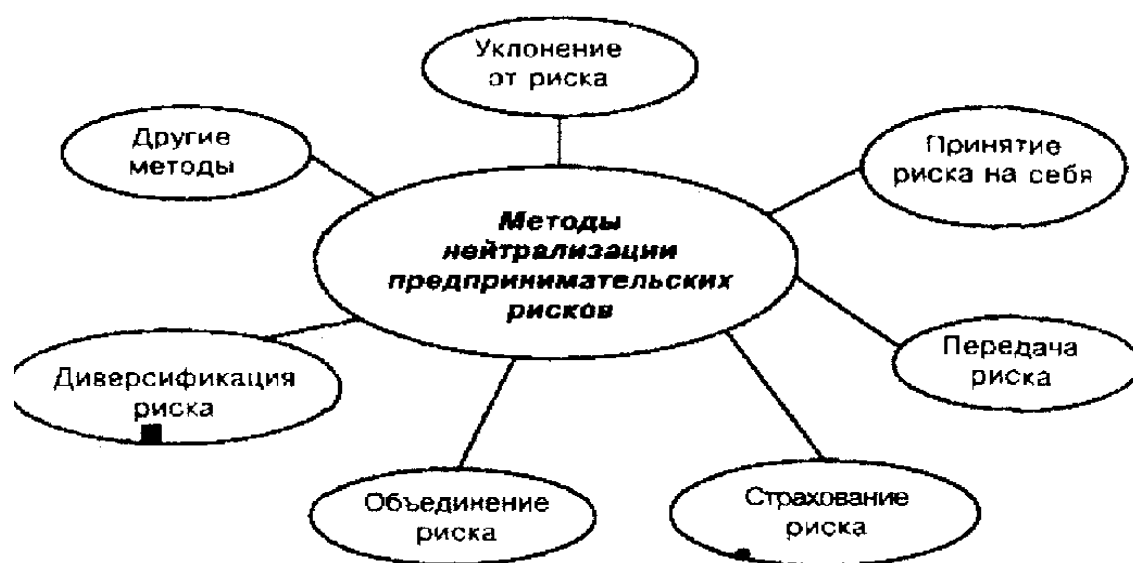 Уклонение
от риска
Другие
методы
Принятие
риска на себя
Методы
нейтрализации
предпринимательских
рисков
Передача
риска
Диверсификация
риска
Объединение
риска
Страхование
риска